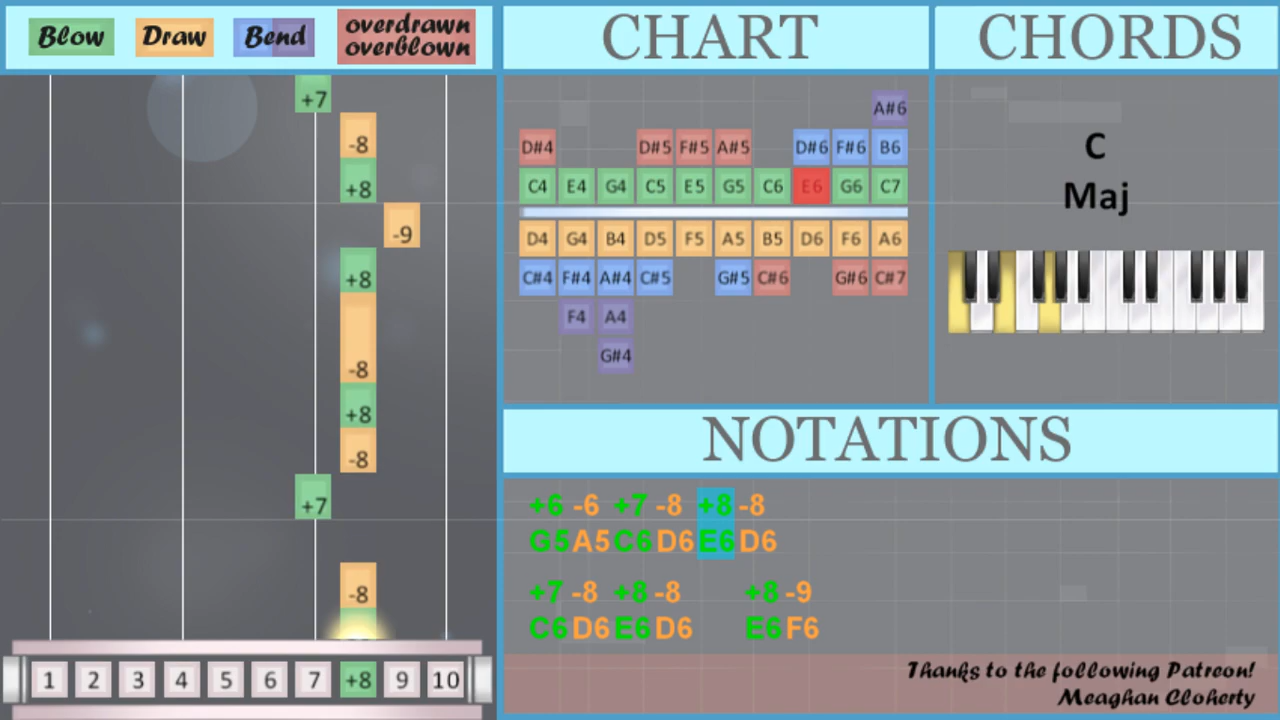 Blow Draw Bend overdrawn
overblown
CHART
CHORDS
+7
-8
+8
-9
+8
-8
+8
-8
+7
-8
1 2 3 4 5 6 7 +8 9 10
A#6
D#4 D#5 F#5 A#5 D#6 F#6 B6
C4 E4 G4 C5 E5 G5 C6 E6 G6 C7
D4 G4 B4 D5 F5 A5 B5 D6 F6 A6
C#4 F#4 A#4 C#5 G#5 C#6 G#6 C#7
F4 A4
G#4
C
Maj
NOTATIONS
+6 -6 +7 -8 +8 -8
G5 A5 C6 D6 E6 D6
+7 -8 +8 -8 +8 -9
C6 D6 E6 D6 E6 F6
Thanks to the following Patreon!
Meaghan Cloherty